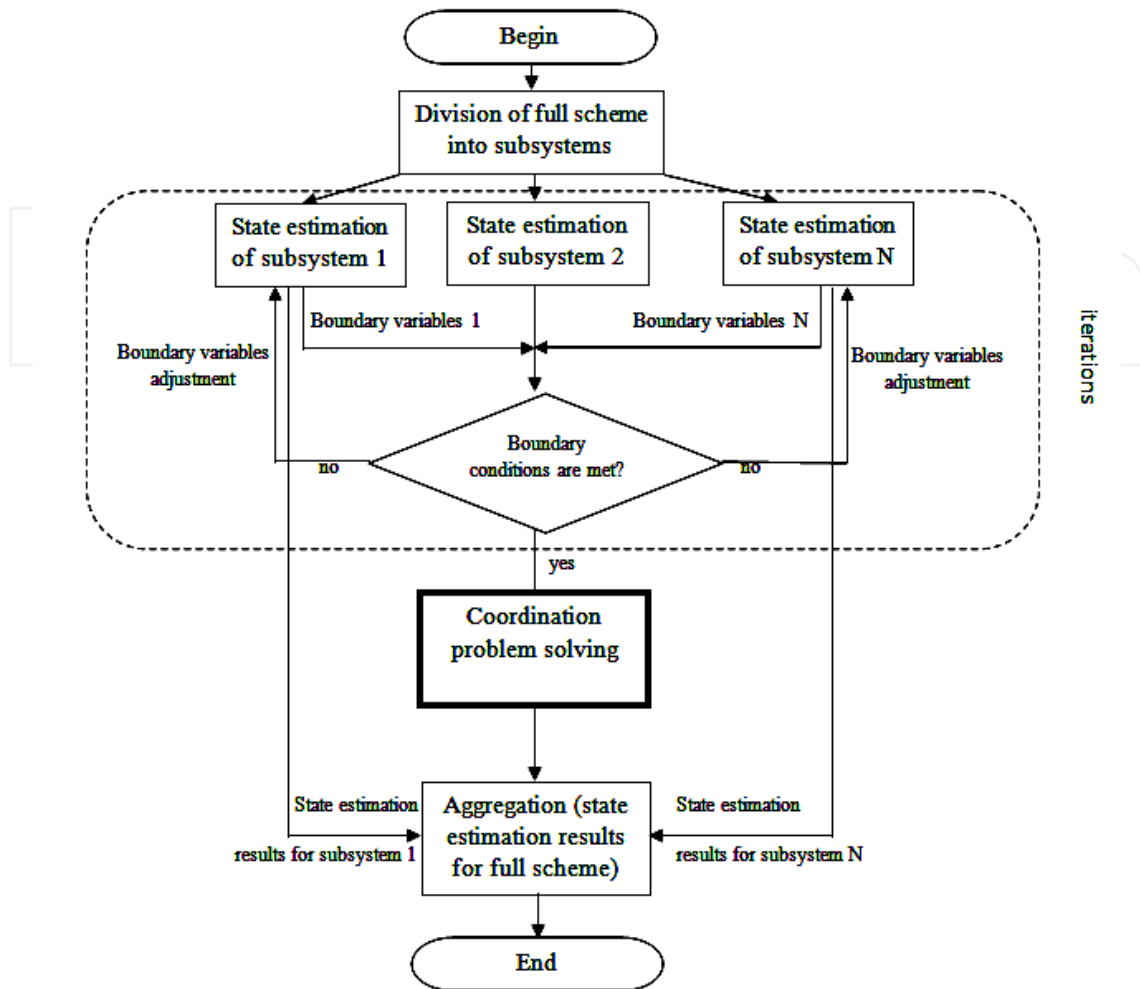 Begin
Division of full scheme
into subsystems
State estimation
of subsystem 1
State estimation
of subsystem 2
State estimation
of subsystem N
Boundary variables 1
Boundary variables N
Boundary variables
adjustment
Boundary variables
adjustment
iterations
Boundary
conditions are met?
no
no
yes
Coordination
problem solving
State estimation
results for subsystem 1
Aggregation (state
estimation results
for full scheme)
State estimation
results for subsystem N
End